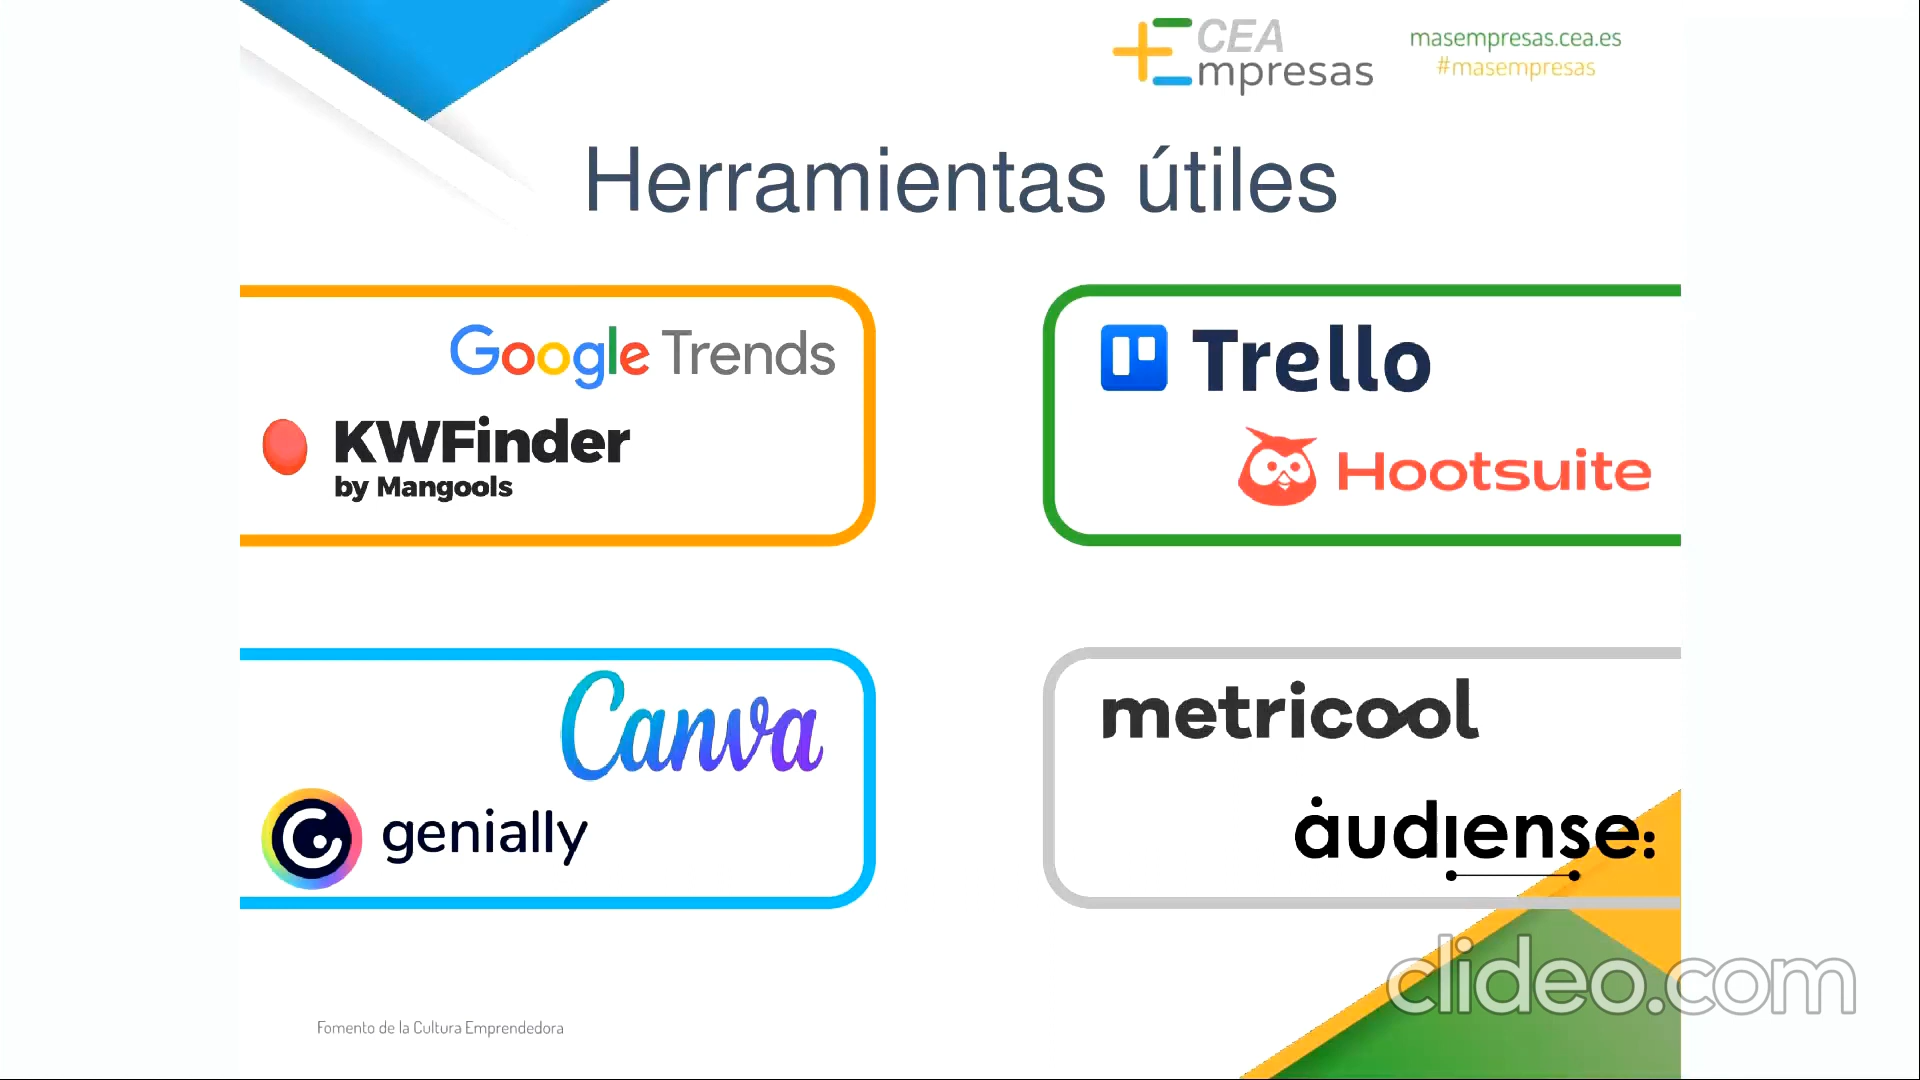 CEA
Empresas
masempresas.cea.es
#masempresas
Herramientas útiles
Google Trends
KWFinder
by Mangools
Trello
Hootsuite
Canva
genially
metricool
audiense:
clideo.com
Fomento de la Cultura Emprendedora